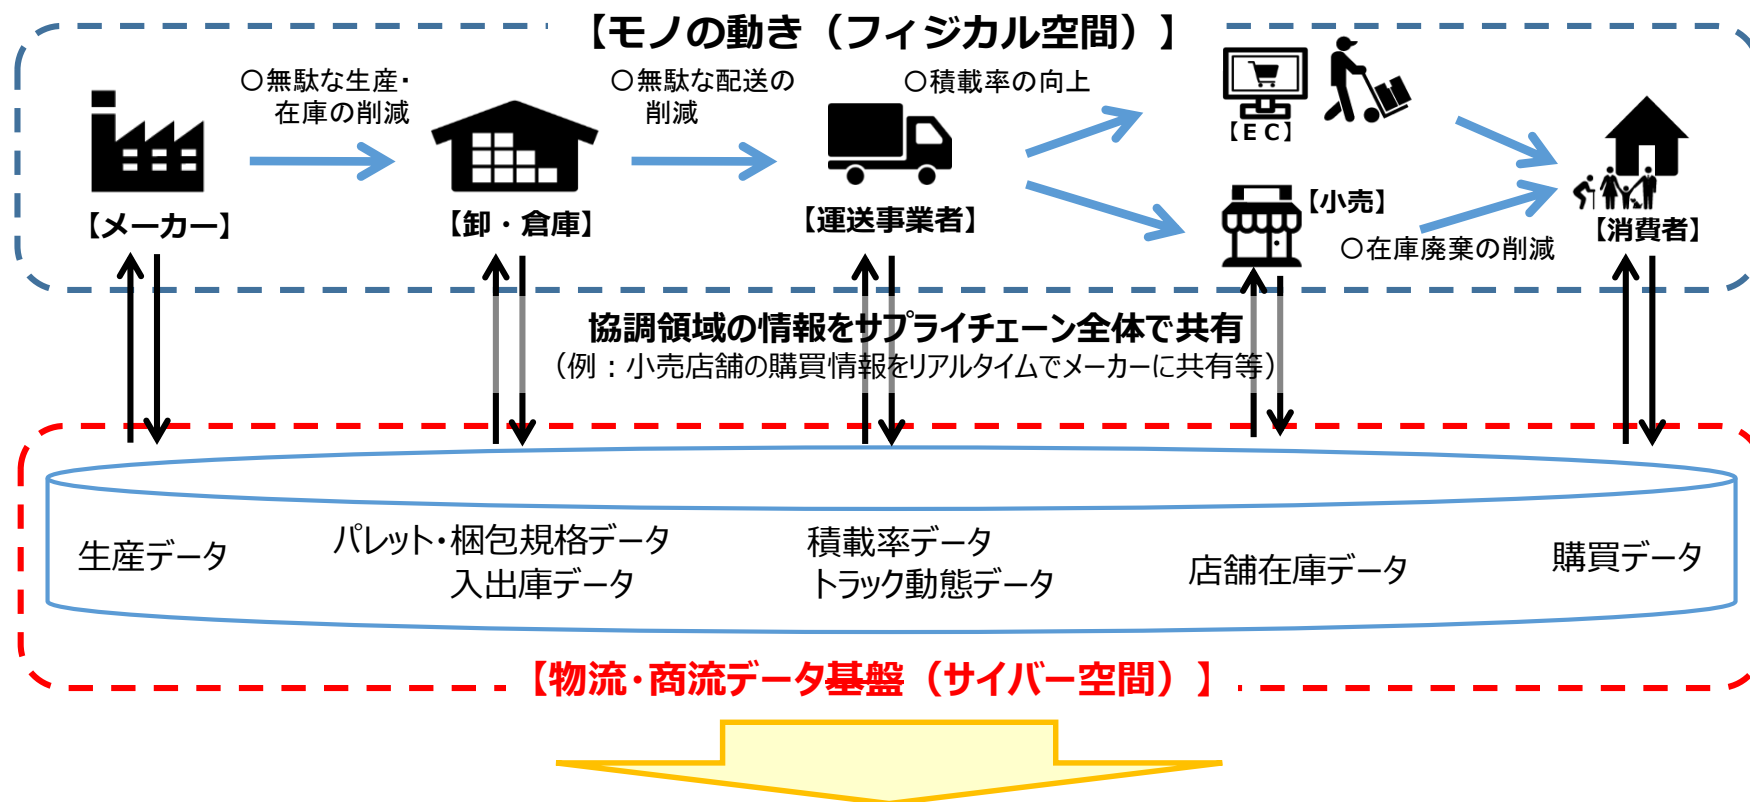 【モノの動き（フィジカル空間）】
〇無駄な生産・
在庫の削減
〇無駄な配送の
削減
〇積載率の向上
【ＥＣ】
【メーカー】
【卸・倉庫】
【運送事業者】
【小売】
【消費者】
〇在庫廃棄の削減
協調領域の情報をサプライチェーン全体で共有
（例：小売店舗の購買情報をリアルタイムでメーカーに共有等）
生産データ
パレット・梱包規格データ
入出庫データ
積載率データ
トラック動態データ
店舗在庫データ
購買データ
【物流・商流データ基盤（サイバー空間）】